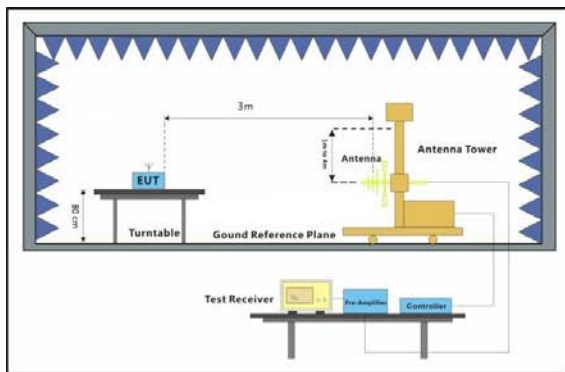 3m
1m to 4m
Antenna
Antenna Tower
EUT
80 cm
Turntable
Gound Reference Plane
Test Receiver
Pre-Amplifier
Controller